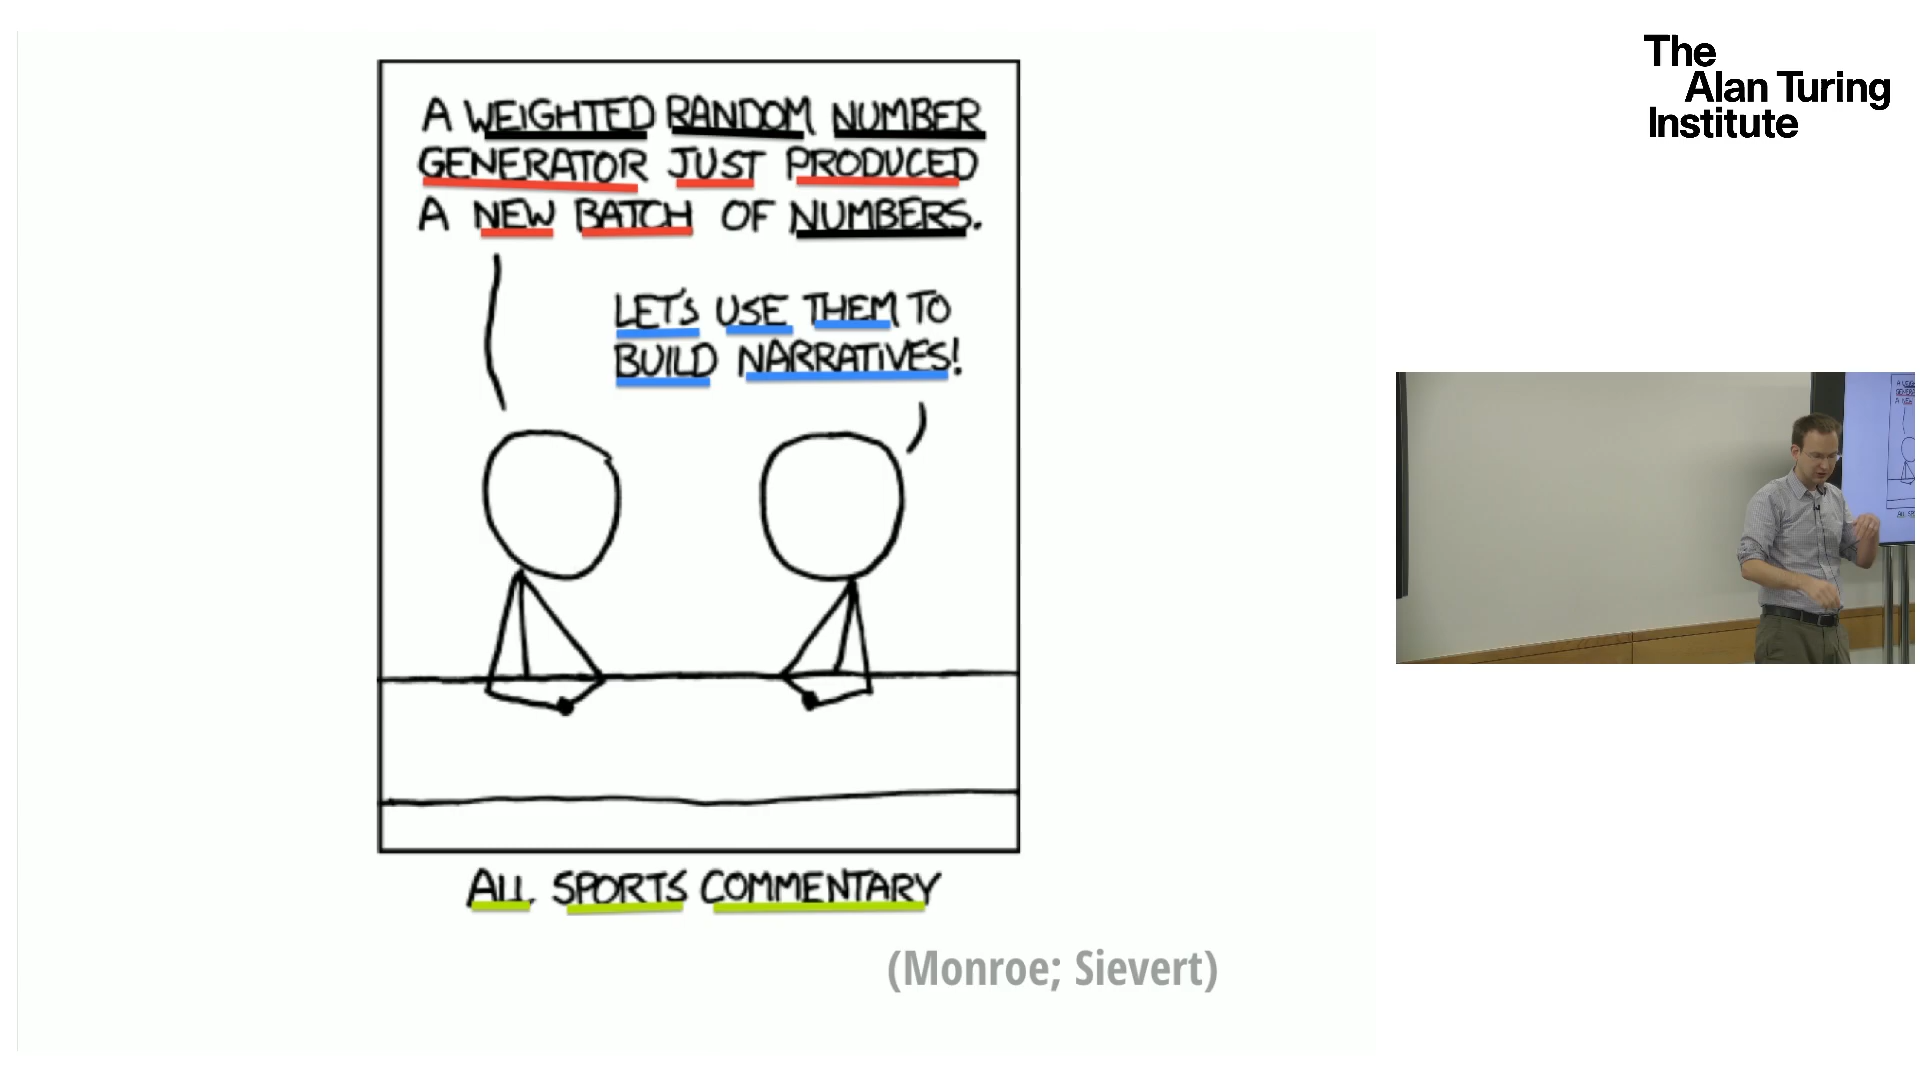 A WEIGHTED RANDOM NUMBER
GENERATOR JUST PRODUCED
A NEW BATCH OF NUMBERS.
LET'S USE THEM TO
BUILD NARRATIVES!
ALL SPORTS COMMENTARY
(Monroe; Sievert)
The
Alan Turing
Institute